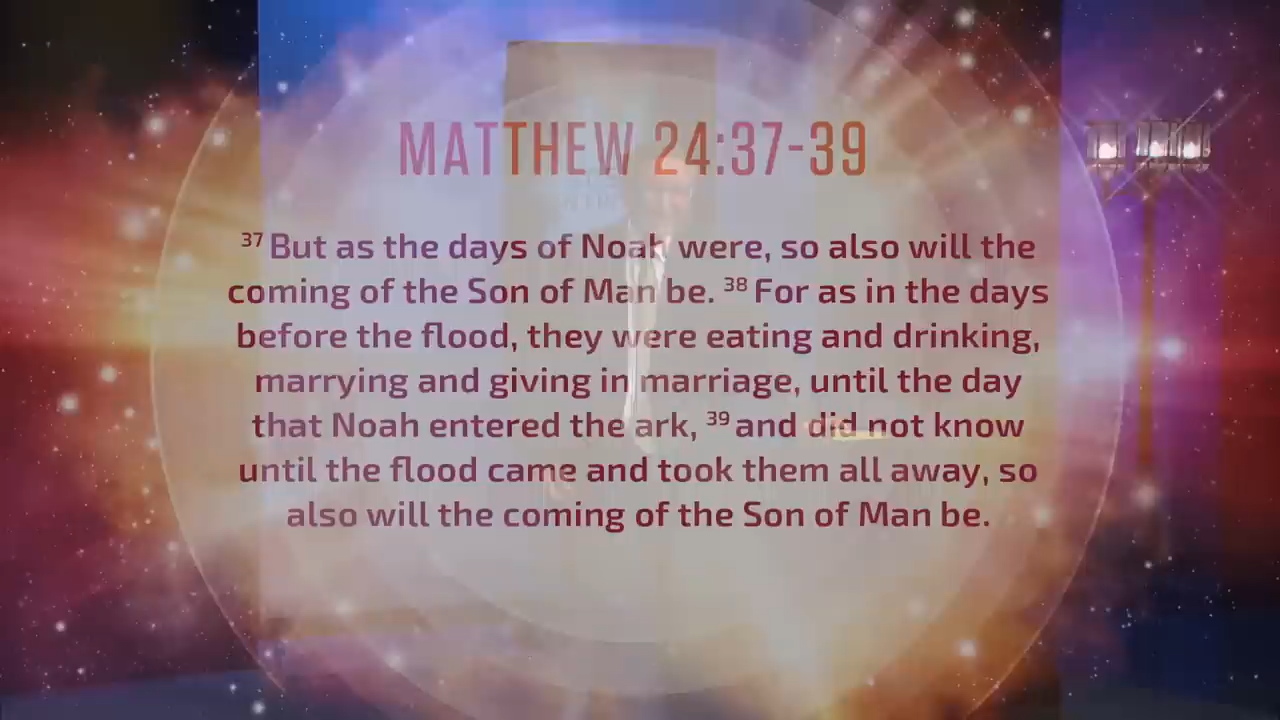 MATTHEW 24:37-39
37 But as the days of Noah were, so also will the
coming of the Son of Man be. 38 For as in the days
before the flood, they were eating and drinking,
marrying and giving in marriage, until the day
that Noah entered the ark, 39 and did not know
until the flood came and took them all away, so
also will the coming of the Son of Man be.